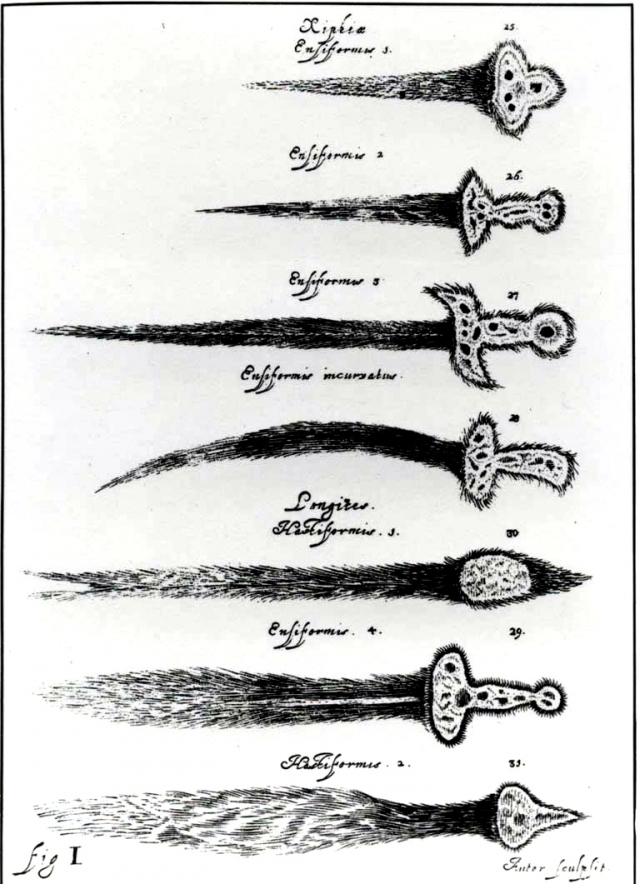 Xiphiæ 25.
Ensiformis 1.
Ensiformis 2
26.
Ensiformis 3
27
Ensiformis incurvatus.
28
Longites.
Hastiformis. 1. 30
Ensiformis. 4. 29.
Hastiformis. 2. 31.
fig I
Autor sculpsit.